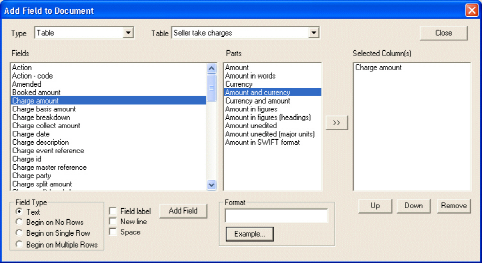 Add Field to Document
Type Table Table Seller take charges Close
Fields Parts Selected Column(s)
Action
Action - code
Amended
Booked amount
Charge amount
Charge basis amount
Charge breakdown
Charge collect amount
Charge date
Charge description
Charge event reference
Charge id
Charge master reference
Charge party
Charge split amount
Amount
Amount in words
Currency
Amount and currency
Currency and amount
Amount in figures
Amount in figures (headings)
Amount unedited
Amount unedited (major units)
Amount in SWIFT format
>>
Charge amount
Up Down Remove
Field Type
Text
Begin on No Rows
Begin on Single Row
Begin on Multiple Rows
Field label
New line
Space
Add Field
Format
Example...